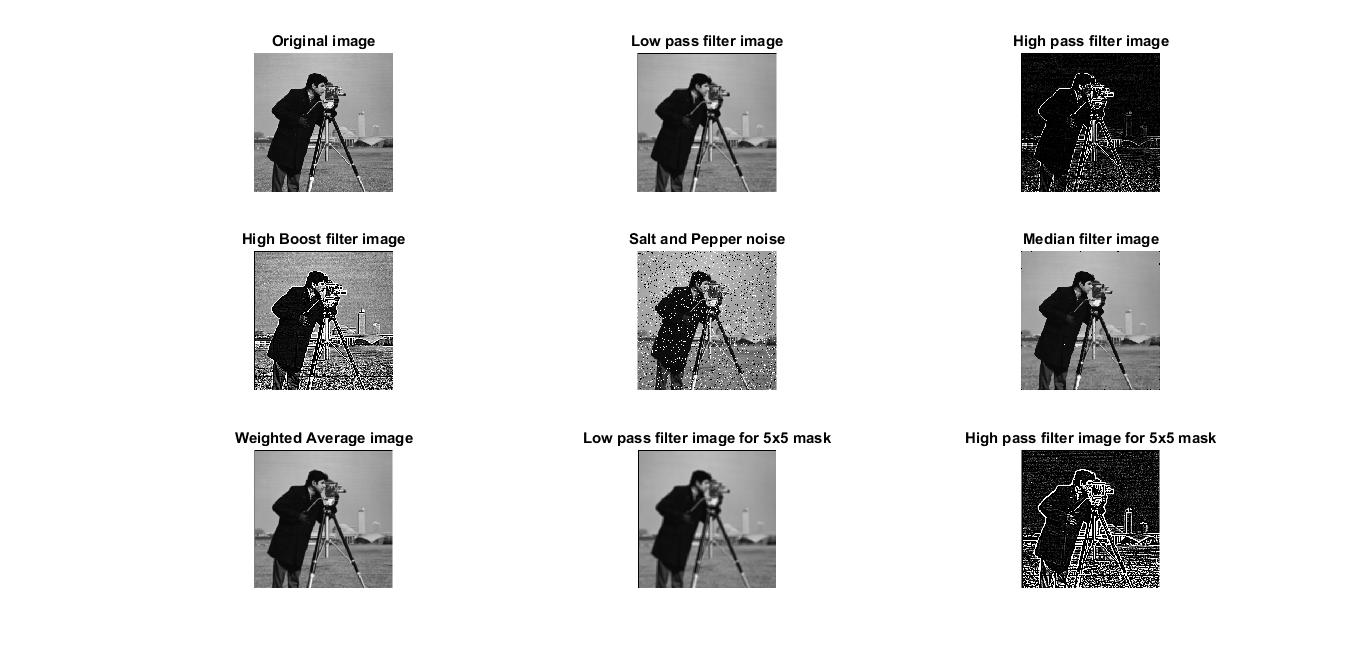 Original image
Low pass filter image
High pass filter image
High Boost filter image
Salt and Pepper noise
Median filter image
Weighted Average image
Low pass filter image for 5x5 mask
High pass filter image for 5x5 mask